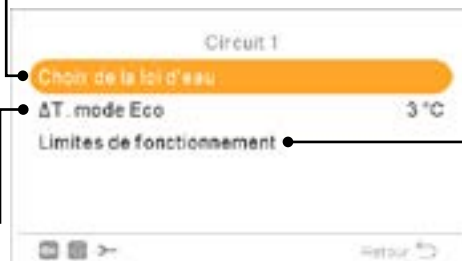 Circuit 1
Choix de la loi d'eau
ΔT. mode Eco 3 °C
Limites de fonctionnement
Retour